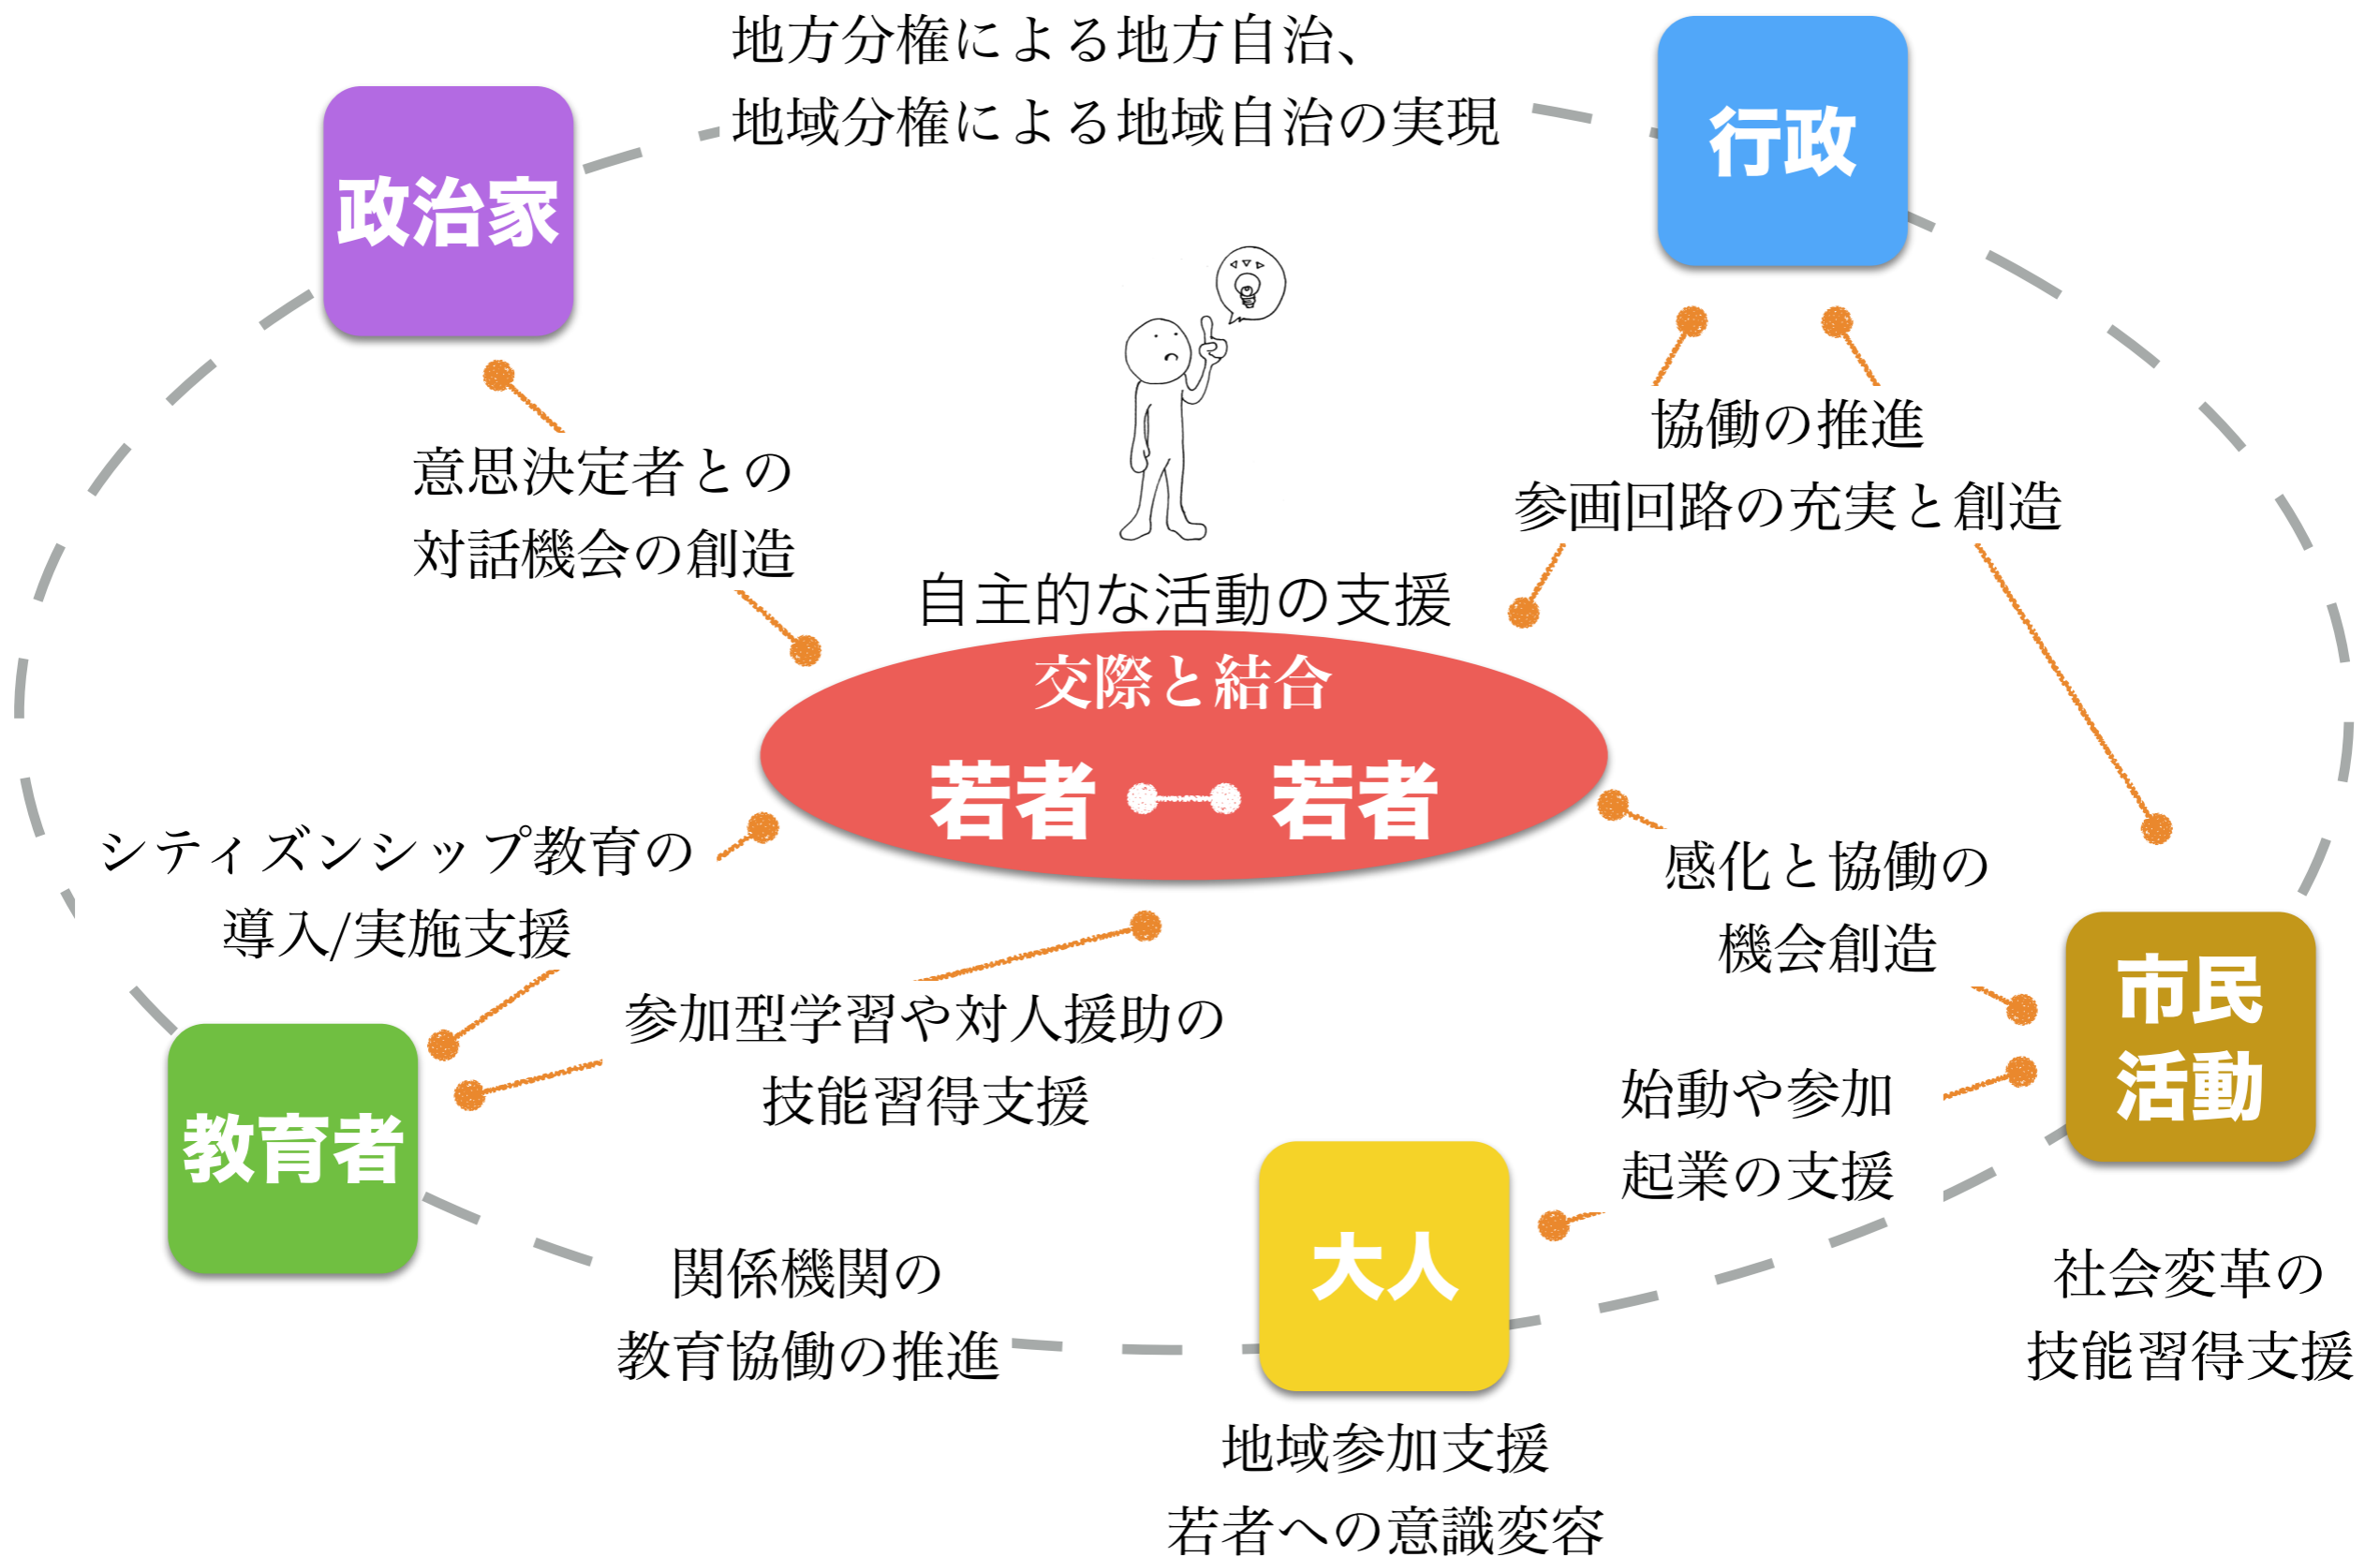 地方分権による地方自治、
地域分権による地域自治の実現
政治家
行政
意思決定者との
対話機会の創造
協働の推進
参画回路の充実と創造
自主的な活動の支援
交際と結合
若者 若者
シティズンシップ教育の
導入/実施支援
感化と協働の
機会創造
参加型学習や対人援助の
技能習得支援
市民
活動
始動や参加
起業の支援
教育者
大人
関係機関の
教育協働の推進
社会変革の
技能習得支援
地域参加支援
若者への意識変容